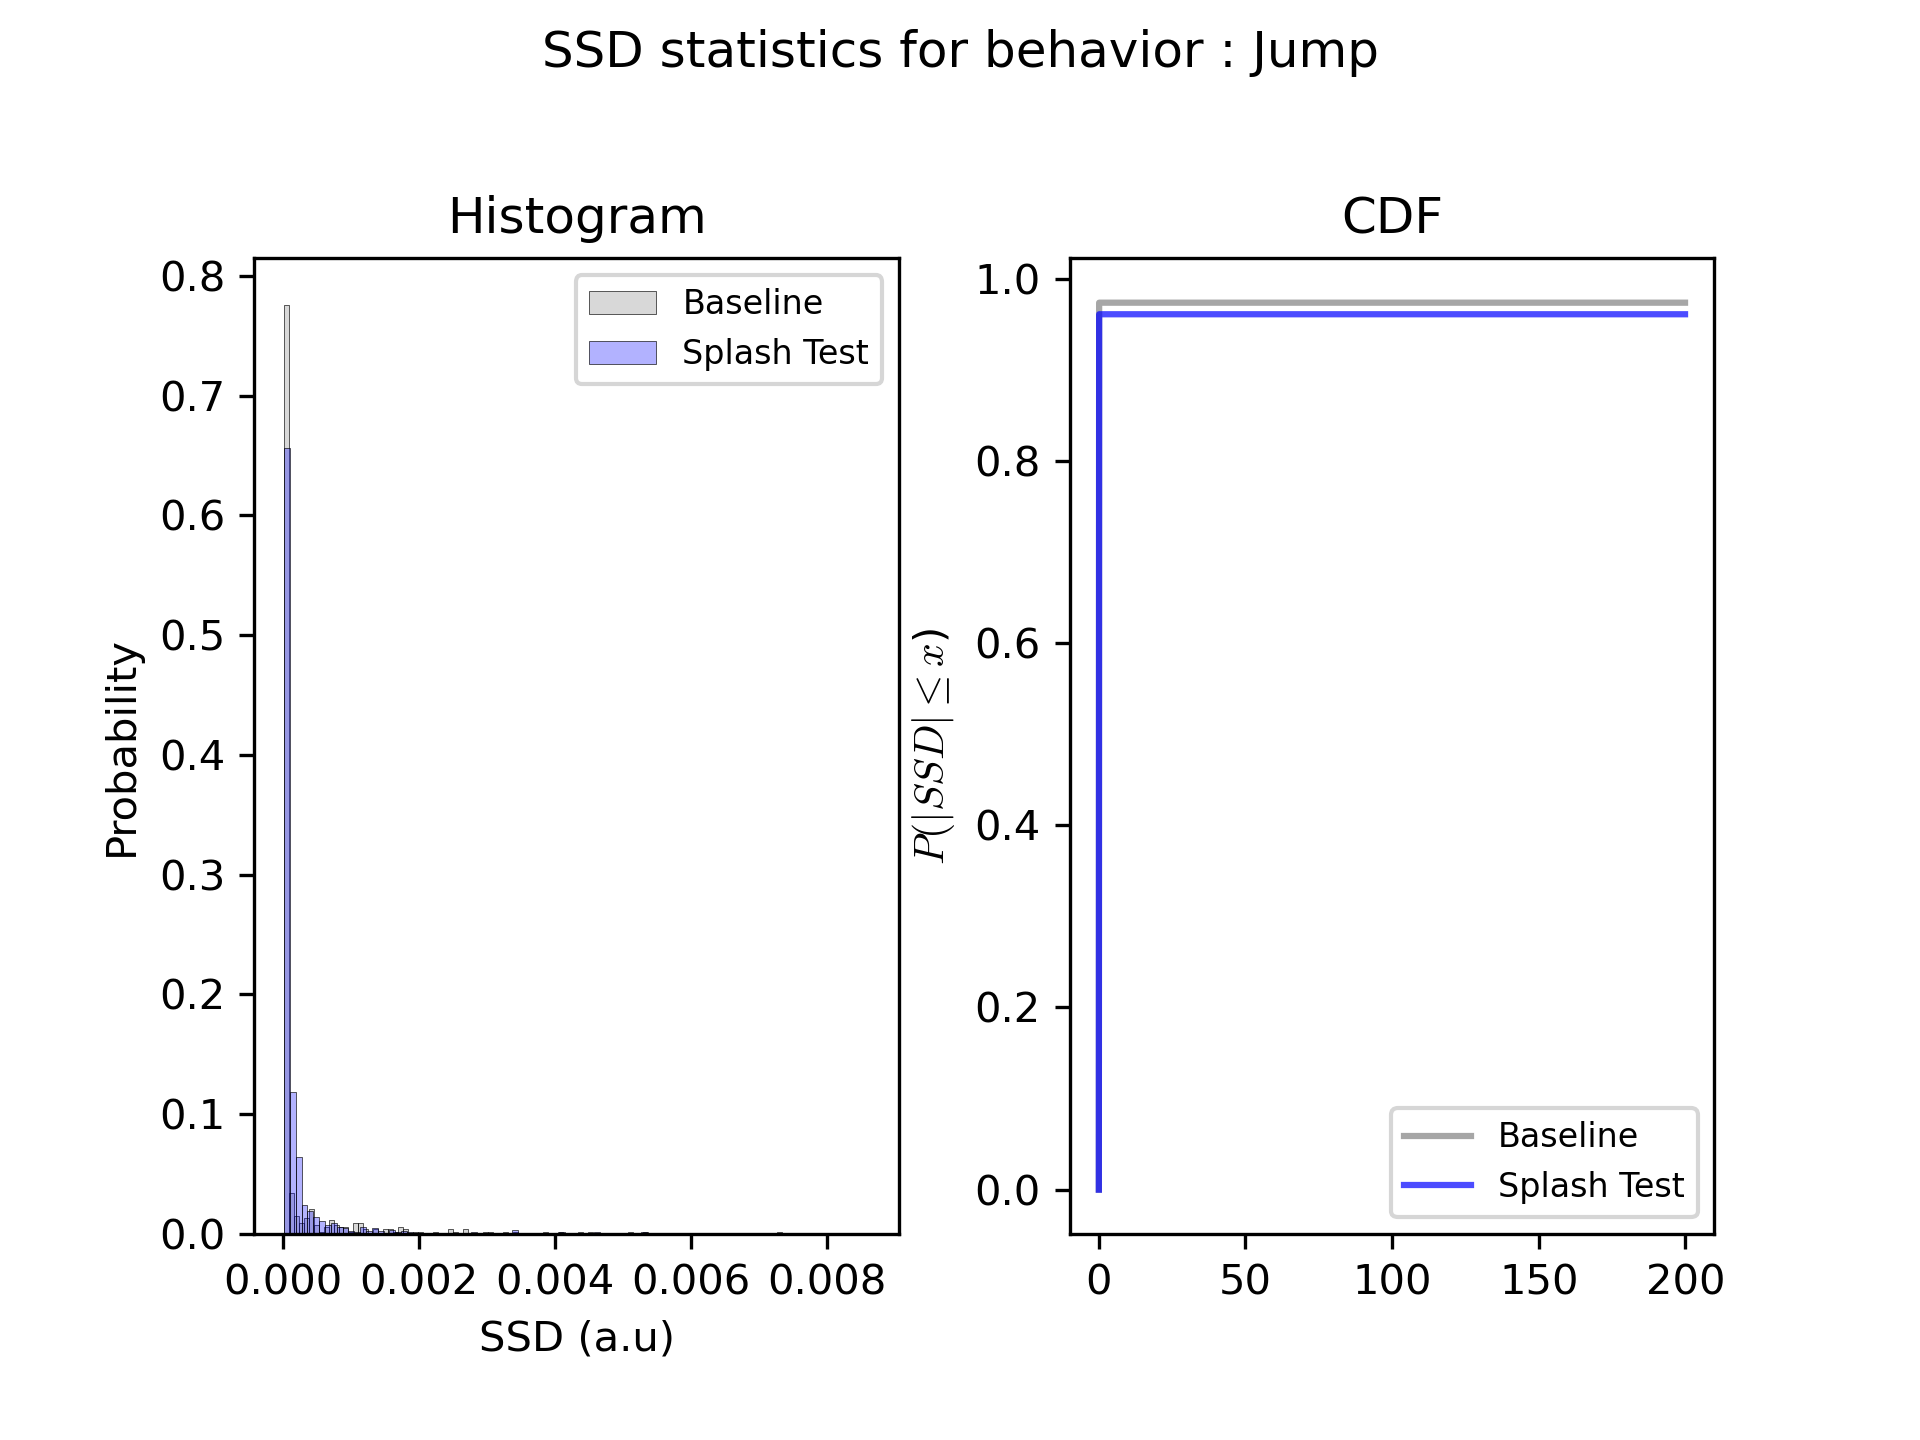 SSD statistics for behavior : Jump
Histogram
0.8
0.7
0.6
0.5
0.4
0.3
0.2
0.1
0.0
Probability
0.000 0.002 0.004 0.006 0.008
SSD (a.u)
Baseline
Splash Test
CDF
1.0
0.8
0.6
0.4
0.2
0.0
P(|SSD| ≤ x)
0 50 100 150 200
Baseline
Splash Test